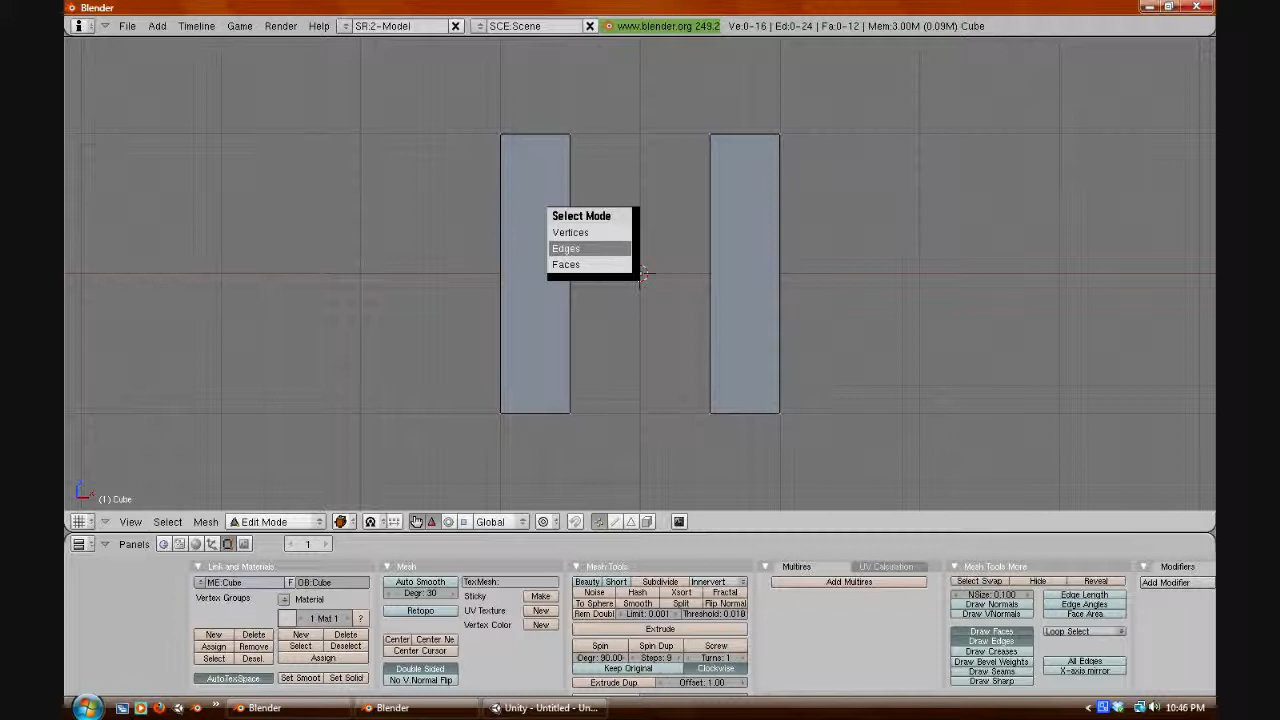 Blender
File Add Timeline Game Render Help SR:2-Model SCE:Scene www.blender.org 249.2 Ve:0-16 | Ed:0-24 | Fa:0-12 | Mem:3.00M (0.09M) Cube
Select Mode
Vertices
Edges
Faces
(1) Cube
View Select Mesh Edit Mode Global
Panels 1
Link and Materials Mesh Mesh Tools Multires UV Calculation Mesh Tools More Modifiers
ME:Cube F OB:Cube
Vertex Groups
Material
1 Mat 1 ?
New Delete New Delete
Assign Remove Select Deselect
Select Desel. Assign
AutoTexSpace Set Smoot Set Solid
Auto Smooth TexMesh:
Degr: 30 Sticky Make
Retopo UV Texture New
Vertex Color New
Center Center Ne
Center Cursor
Double Sided
No V.Normal Flip
Beauty Short Subdivide Innervert
Noise Hash Xsort Fractal
To Sphere Smooth Split Flip Normal
Rem Doubl Limit: 0.001 Threshold: 0.018
Extrude
Spin Spin Dup Screw
Degr: 90.00 Steps: 9 Turns: 1
Keep Original Clockwise
Extrude Dup Offset: 1.00
Add Multires
Select Swap Hide Reveal
NSize: 0.100 Edge Length
Draw Normals Edge Angles
Draw VNormals Face Area
Draw Faces Loop Select
Draw Edges
Draw Creases
Draw Bevel Weights All Edges
Draw Seams X-axis mirror
Draw Sharp
Add Modifier
Blender Blender Unity - Untitled - Un... 10:46 PM